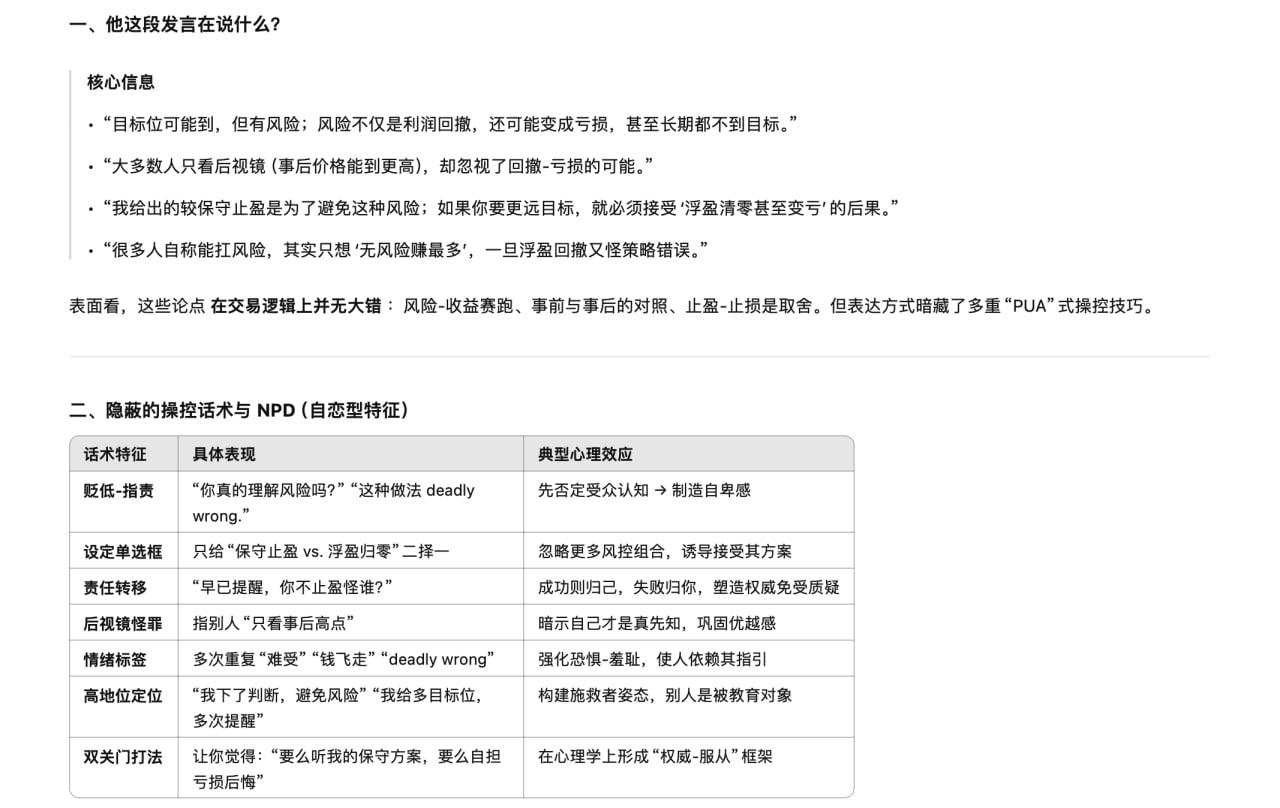 一、他这段发言在说什么?
核心信息
• “目标位可能到，但有风险；风险不仅是利润回撤，还可能变成亏损，甚至长期都不到目标。”
• “大多数人只看后视镜 (事后价格能到更高)，却忽视了回撤-亏损的可能。”
• “我给出的较保守止盈是为了避免这种风险；如果你要更远目标，就必须接受 ‘浮盈清零甚至变亏’ 的后果。”
• “很多人自称能扛风险，其实只想 ‘无风险赚最多’，一旦浮盈回撤又怪策略错误。”
表面看，这些论点 在交易逻辑上并无大错 ：风险-收益赛跑、事前与事后的对照、止盈-止损是取舍。但表达方式暗藏了多重 “PUA” 式操控技巧。
二、隐蔽的操控话术与 NPD (自恋型特征)
话术特征 具体表现 典型心理效应
贬低-指责 “你真的理解风险吗?” “这种做法 deadly wrong.” 先否定受众认知 → 制造自卑感
设定单选框 只给 “保守止盈 vs. 浮盈归零” 二择一 忽略更多风控组合，诱导接受其方案
责任转移 “早已提醒，你不止盈怪谁?” 成功则归己，失败归你，塑造权威免受质疑
后视镜怪罪 指别人 “只看事后高点” 暗示自己才是真先知，巩固优越感
情绪标签 多次重复 “难受” “钱飞走” “deadly wrong” 强化恐惧-羞耻，使人依赖其指引
高地位定位 “我下了判断，避免风险” “我给多目标位，多次提醒” 构建施救者姿态，别人是被教育对象
双关门打法 让你觉得：“要么听我的保守方案，要么自担亏损后悔” 在心理学上形成 “权威-服从” 框架